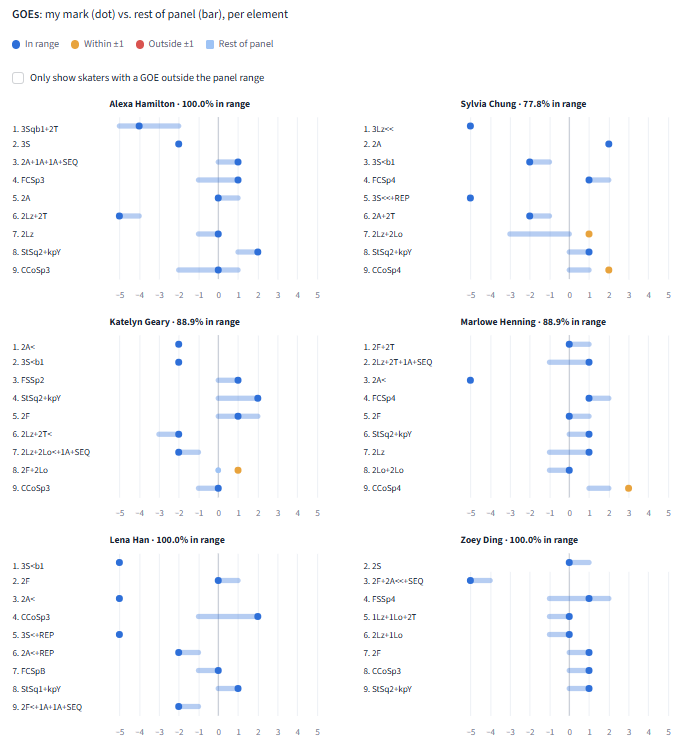 GOEs: my mark (dot) vs. rest of panel (bar), per element
In range Within ±1 Outside ±1 Rest of panel
Only show skaters with a GOE outside the panel range
Alexa Hamilton · 100.0% in range
1. 3Sqb1+2T
2. 3S
3. 2A+1A+1A+SEQ
4. FCSp3
5. 2A
6. 2Lz+2T
7. 2Lz
8. StSq2+kpY
9. CCoSp3
−5 −4 −3 −2 −1 0 1 2 3 4 5
Sylvia Chung · 77.8% in range
1. 3Lz<<
2. 2A
3. 3S<b1
4. FCSp4
5. 3S<<+REP
6. 2A+2T
7. 2Lz+2Lo
8. StSq2+kpY
9. CCoSp4
−5 −4 −3 −2 −1 0 1 2 3 4 5
Katelyn Geary · 88.9% in range
1. 2A<
2. 3S<b1
3. FSSp2
4. StSq2+kpY
5. 2F
6. 2Lz+2T<
7. 2Lz+2Lo<+1A+SEQ
8. 2F+2Lo
9. CCoSp3
−5 −4 −3 −2 −1 0 1 2 3 4 5
Marlowe Henning · 88.9% in range
1. 2F+2T
2. 2Lz+2T+1A+SEQ
3. 2A<
4. FCSp4
5. 2F
6. StSq2+kpY
7. 2Lz
8. 2Lo+2Lo
9. CCoSp4
−5 −4 −3 −2 −1 0 1 2 3 4 5
Lena Han · 100.0% in range
1. 3S<b1
2. 2F
3. 2A<
4. CCoSp3
5. 3S<+REP
6. 2A<+REP
7. FCSpB
8. StSq1+kpY
9. 2F<+1A+1A+SEQ
−5 −4 −3 −2 −1 0 1 2 3 4 5
Zoey Ding · 100.0% in range
2. 2S
3. 2F+2A<<+SEQ
4. FSSp4
5. 1Lz+1Lo+2T
6. 2Lz+1Lo
7. 2F
8. CCoSp3
9. StSq2+kpY
−5 −4 −3 −2 −1 0 1 2 3 4 5